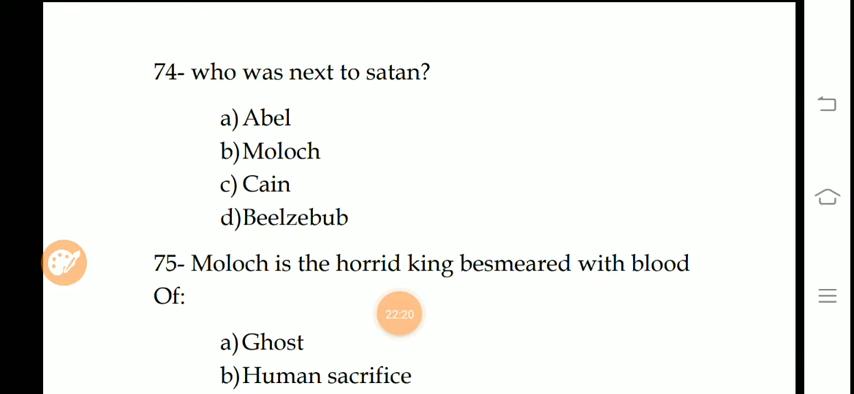 74- who was next to satan?
a) Abel
b)Moloch
c) Cain
d)Beelzebub
75- Moloch is the horrid king besmeared with blood
Of:
22:20
a) Ghost
b)Human sacrifice